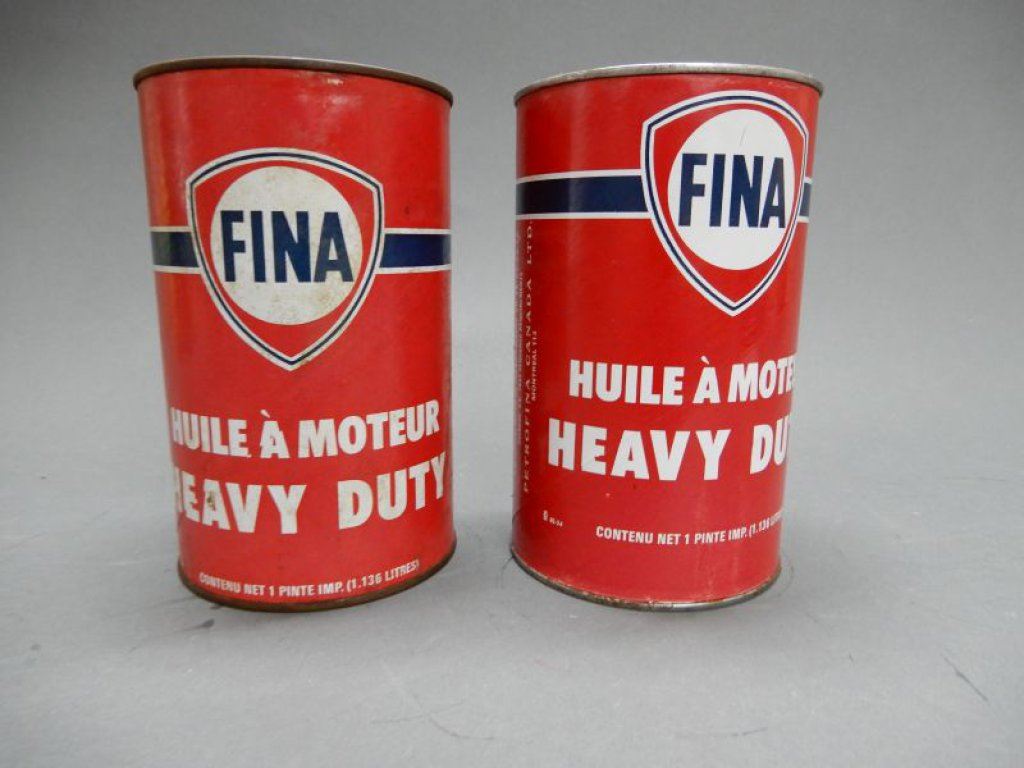 FINA
HUILE À MOTEUR
HEAVY DUTY
CONTENU NET 1 PINTE IMP. (1.136 LITRES)
FINA
HUILE À MOTE
HEAVY DU
CONTENU NET 1 PINTE IMP. (1.136
PETROFINA CANADA LTD.
MONTREAL